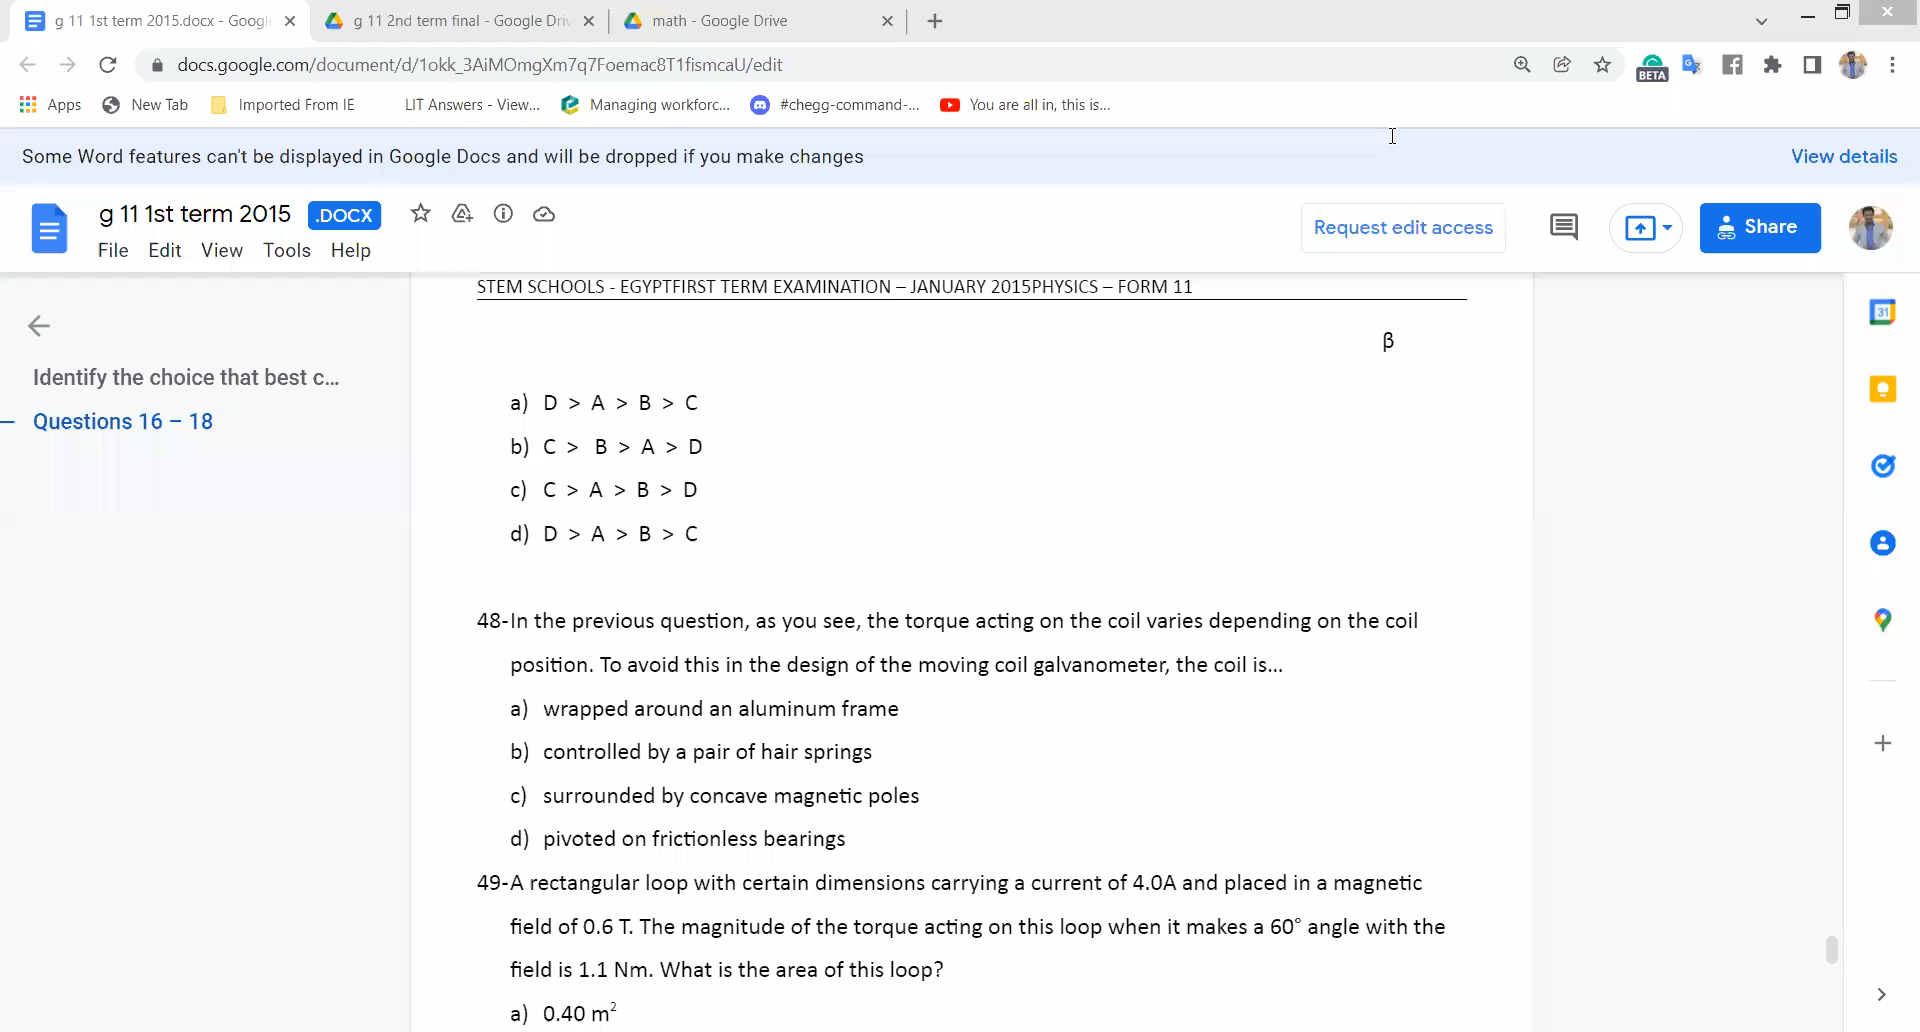 g 11 1st term 2015.docx - Googl
g 11 2nd term final - Google Driv
math - Google Drive
docs.google.com/document/d/1okk_3AiMOmgXm7q7Foemac8T1fismcaU/edit
BETA
Apps
New Tab
Imported From IE
LIT Answers - View...
Managing workforc...
#chegg-command-...
You are all in, this is...
Some Word features can't be displayed in Google Docs and will be dropped if you make changes
View details
g 11 1st term 2015
.DOCX
File Edit View Tools Help
Request edit access
Share
STEM SCHOOLS - EGYPTFIRST TERM EXAMINATION – JANUARY 2015PHYSICS – FORM 11
β
Identify the choice that best c...
Questions 16 – 18
a) D > A > B > C
b) C > B > A > D
c) C > A > B > D
d) D > A > B > C
48-In the previous question, as you see, the torque acting on the coil varies depending on the coil
position. To avoid this in the design of the moving coil galvanometer, the coil is...
a) wrapped around an aluminum frame
b) controlled by a pair of hair springs
c) surrounded by concave magnetic poles
d) pivoted on frictionless bearings
49-A rectangular loop with certain dimensions carrying a current of 4.0A and placed in a magnetic
field of 0.6 T. The magnitude of the torque acting on this loop when it makes a 60° angle with the
field is 1.1 Nm. What is the area of this loop?
a) 0.40 m²
31